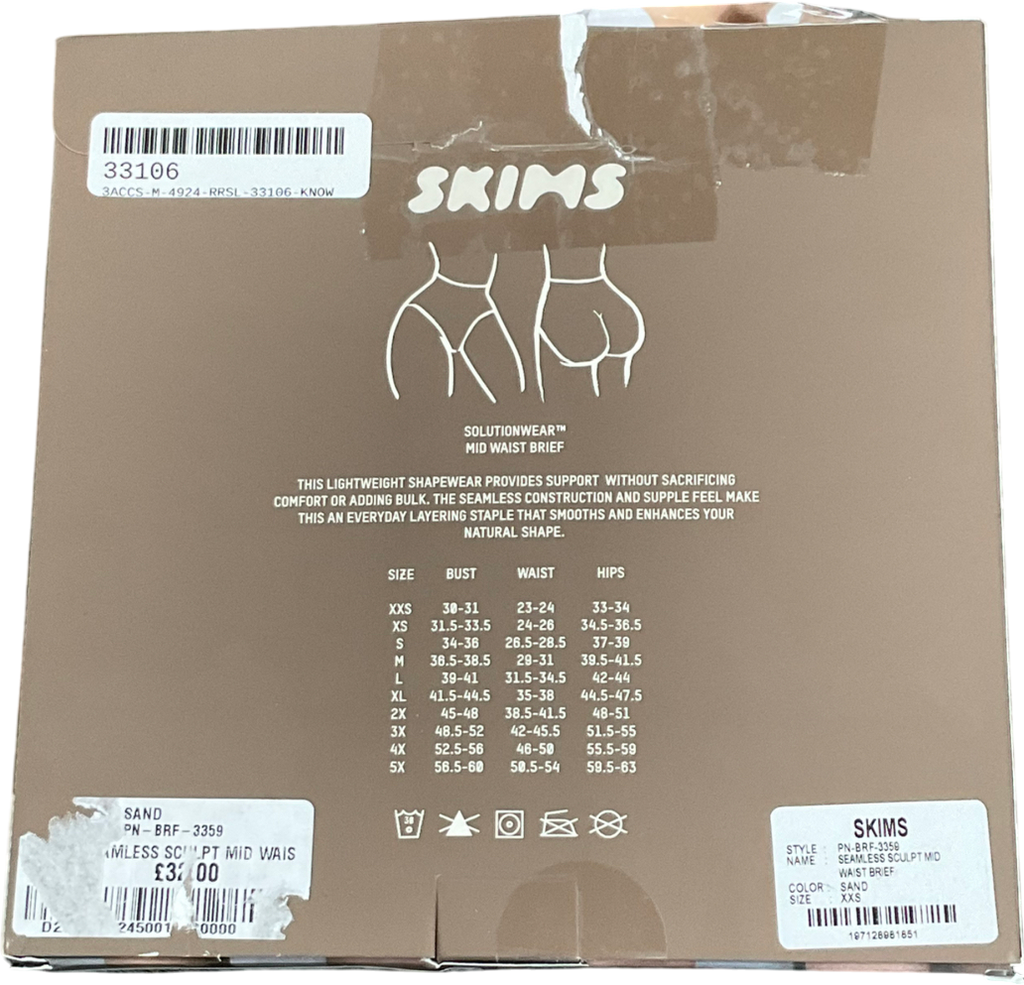 33106
3ACCS-M-4924-RRSL-33106-KNOW
SKIMS
SOLUTIONWEAR™
MID WAIST BRIEF
THIS LIGHTWEIGHT SHAPEWEAR PROVIDES SUPPORT WITHOUT SACRIFICING
COMFORT OR ADDING BULK. THE SEAMLESS CONSTRUCTION AND SUPPLE FEEL MAKE
THIS AN EVERYDAY LAYERING STAPLE THAT SMOOTHS AND ENHANCES YOUR
NATURAL SHAPE.
SIZE BUST WAIST HIPS
XXS 30-31 23-24 33-34
XS 31.5-33.5 24-26 34.5-36.5
S 34-36 26.5-28.5 37-39
M 36.5-38.5 29-31 39.5-41.5
L 39-41 31.5-34.5 42-44
XL 41.5-44.5 35-38 44.5-47.5
2X 45-48 38.5-41.5 48-51
3X 48.5-52 42-45.5 51.5-55
4X 52.5-56 46-50 55.5-59
5X 56.5-60 50.5-54 59.5-63
30
SAND
PN-BRF-3359
MID WAIS
SKIMS
STYLE : PN-BRF-3359
NAME : SEAMLESS SCULPT MID
WAIST BRIEF
COLOR : SAND
SIZE : XXS
197128981851